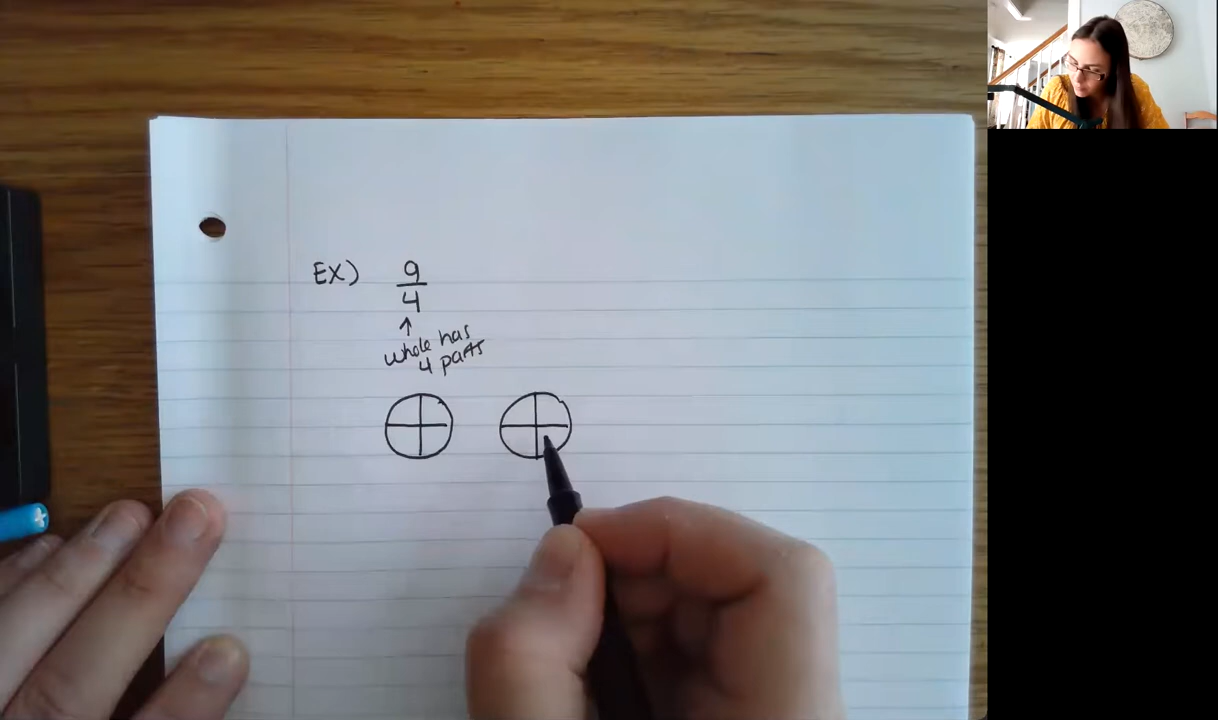 EX) 9
4
↑
whole has
4 parts